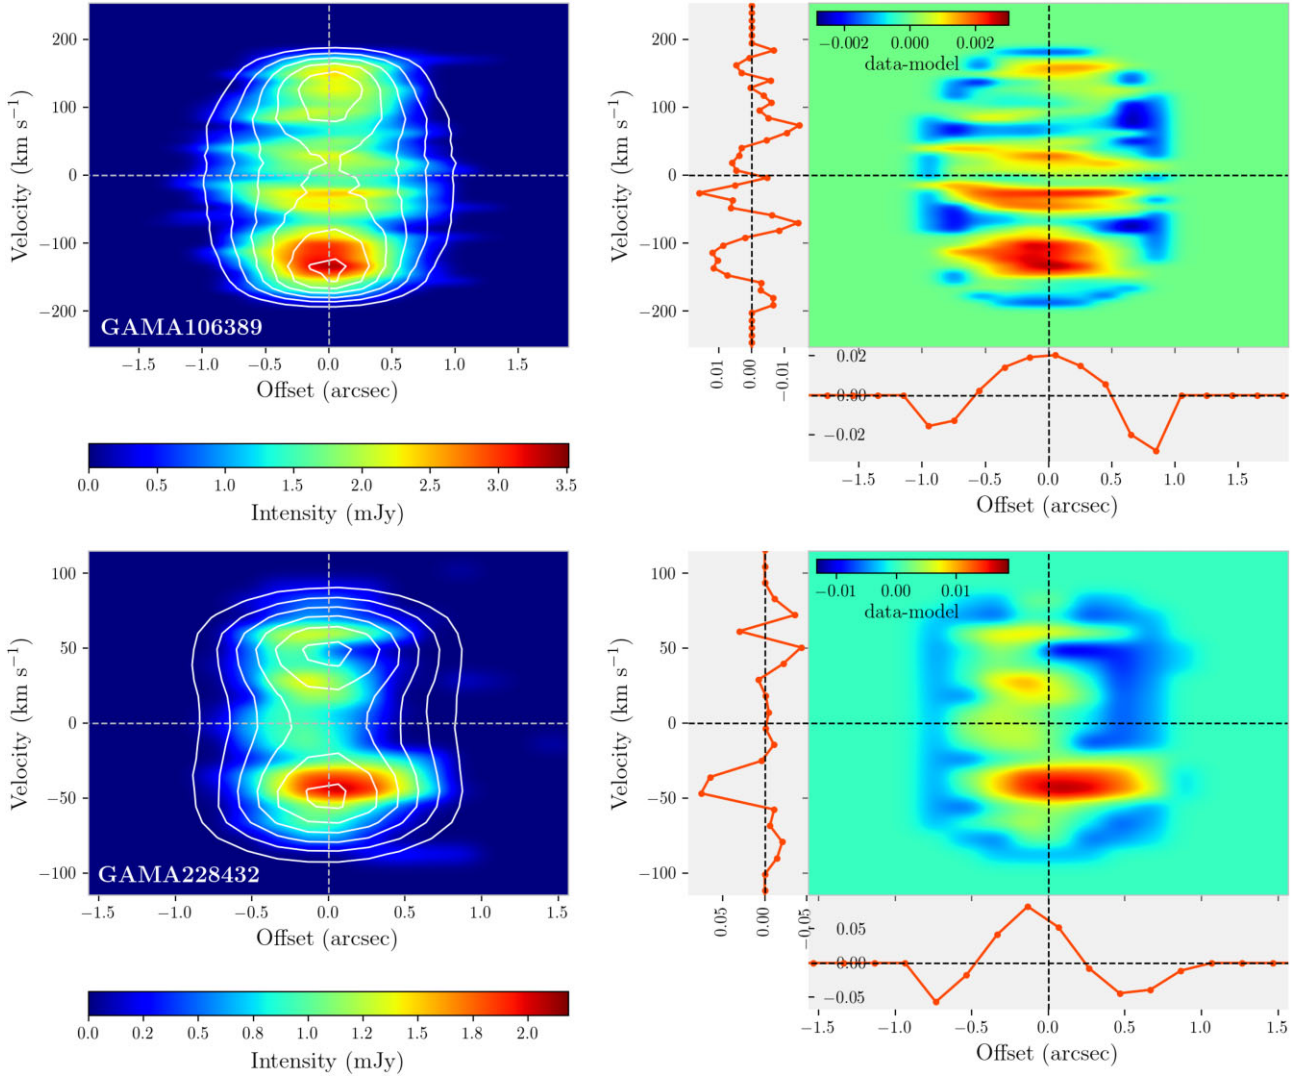 200
100
0
−100
−200
Velocity (km s⁻¹)
GAMA106389
−1.5 −1.0 −0.5 0.0 0.5 1.0 1.5
Offset (arcsec)
0.0 0.5 1.0 1.5 2.0 2.5 3.0 3.5
Intensity (mJy)
200
100
0
−100
−200
Velocity (km s⁻¹)
0.01 0.00 −0.01
−0.002 0.000 0.002
data-model
0.02
0.00
−0.02
−1.5 −1.0 −0.5 0.0 0.5 1.0 1.5
Offset (arcsec)
100
50
0
−50
−100
Velocity (km s⁻¹)
GAMA228432
−1.5 −1.0 −0.5 0.0 0.5 1.0 1.5
Offset (arcsec)
0.0 0.2 0.5 0.8 1.0 1.2 1.5 1.8 2.0
Intensity (mJy)
100
50
0
−50
−100
Velocity (km s⁻¹)
0.05 0.00 −0.05
−0.01 0.00 0.01
data-model
0.05
0.00
−0.05
−1.5 −1.0 −0.5 0.0 0.5 1.0 1.5
Offset (arcsec)